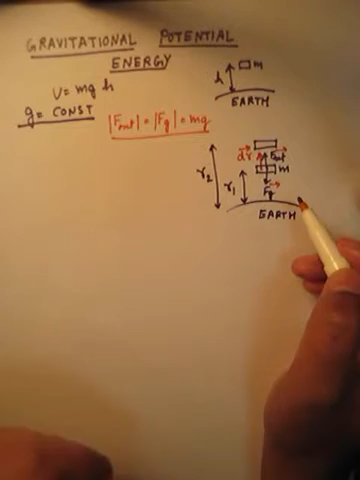 GRAVITATIONAL POTENTIAL
ENERGY
U = mg h
g = CONST
|Fext| = |Fg| = mg
m
h
EARTH
dr Fext
m
r2 r1 Fg
EARTH